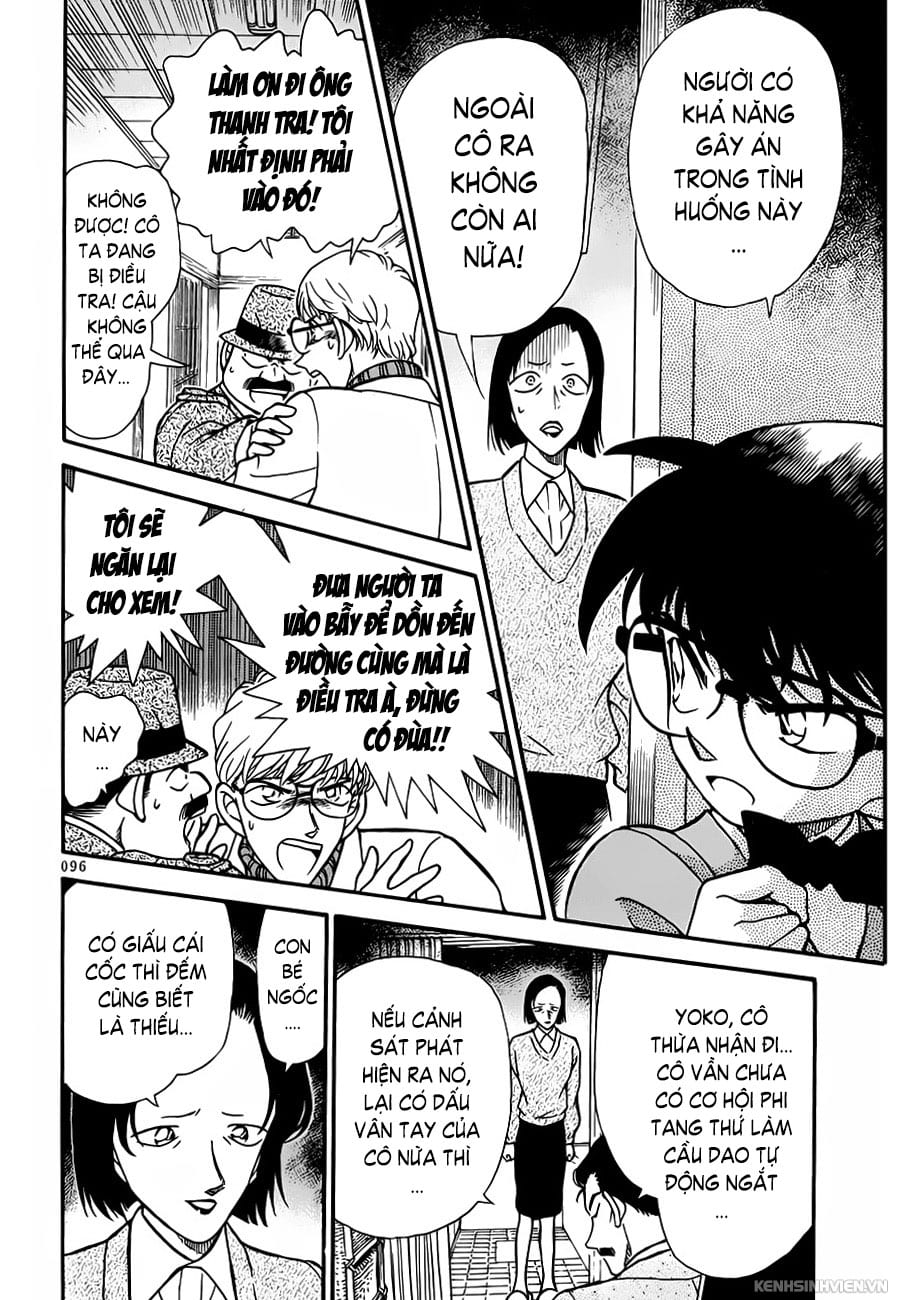 NGƯỜI CÓ
KHẢ NĂNG
GÂY ÁN
TRONG TÌNH
HUỐNG NÀY
...
NGOÀI
CÔ RA
KHÔNG
CÒN AI
NỮA!
LÀM ƠN ĐI ÔNG
THANH TRA! TÔI
NHẤT ĐỊNH PHẢI
VÀO ĐÓ!
KHÔNG
ĐƯỢC! CÔ
TA ĐANG
BỊ ĐIỀU
TRA! CẬU
KHÔNG
THỂ QUA
ĐÂY...
ĐƯA NGƯỜI TA
VÀO BẪY ĐỂ DỒN ĐẾN
ĐƯỜNG CÙNG MÀ LÀ
ĐIỀU TRA À, ĐỪNG
CÓ ĐÙA!!
TÔI SẼ
NGĂN LẠI
CHO XEM!
NÀY
...
096
YOKO, CÔ
THỪA NHẬN ĐI...
CÔ VẪN CHƯA
CÓ CƠ HỘI PHI
TANG THỨ LÀM
CẦU DAO TỰ
ĐỘNG NGẮT
...
NẾU CẢNH
SÁT PHÁT
HIỆN RA NÓ,
LẠI CÓ DẤU
VÂN TAY CỦA
CÔ NỮA THÌ
...
CON
BÉ
NGỐC
....
CÓ GIẤU CÁI
CỐC THÌ ĐẾM
CŨNG BIẾT
LÀ THIẾU...
KENHSINHVIEN.VN